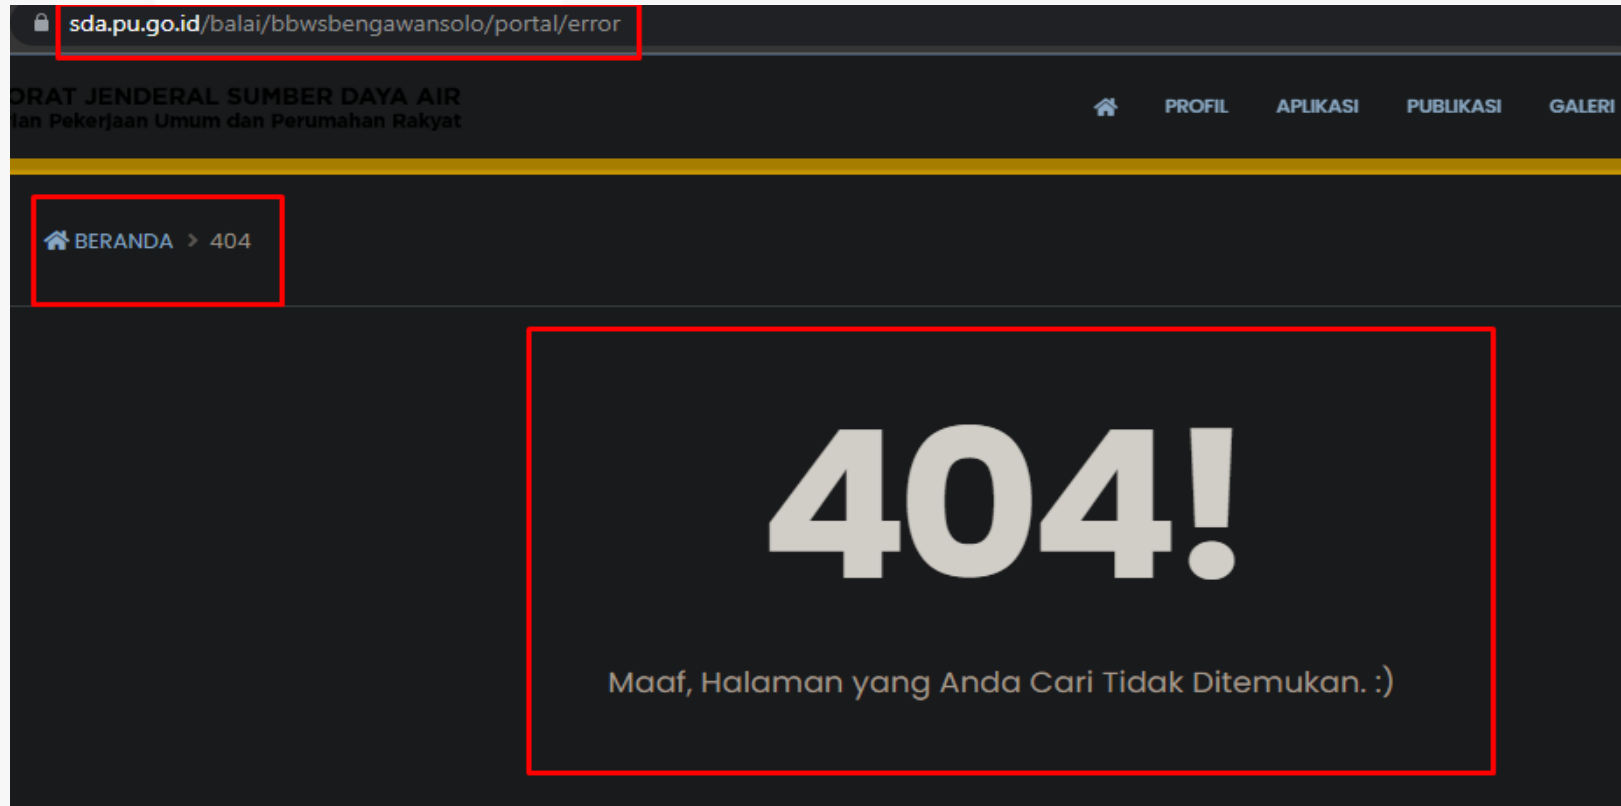 sda.pu.go.id/balai/bbwsbengawansolo/portal/error
ORAT JENDERAL SUMBER DAYA AIR
ian Pekerjaan Umum dan Perumahan Rakyat
PROFIL APLIKASI PUBLIKASI GALERI
BERANDA > 404
404!
Maaf, Halaman yang Anda Cari Tidak Ditemukan. :)